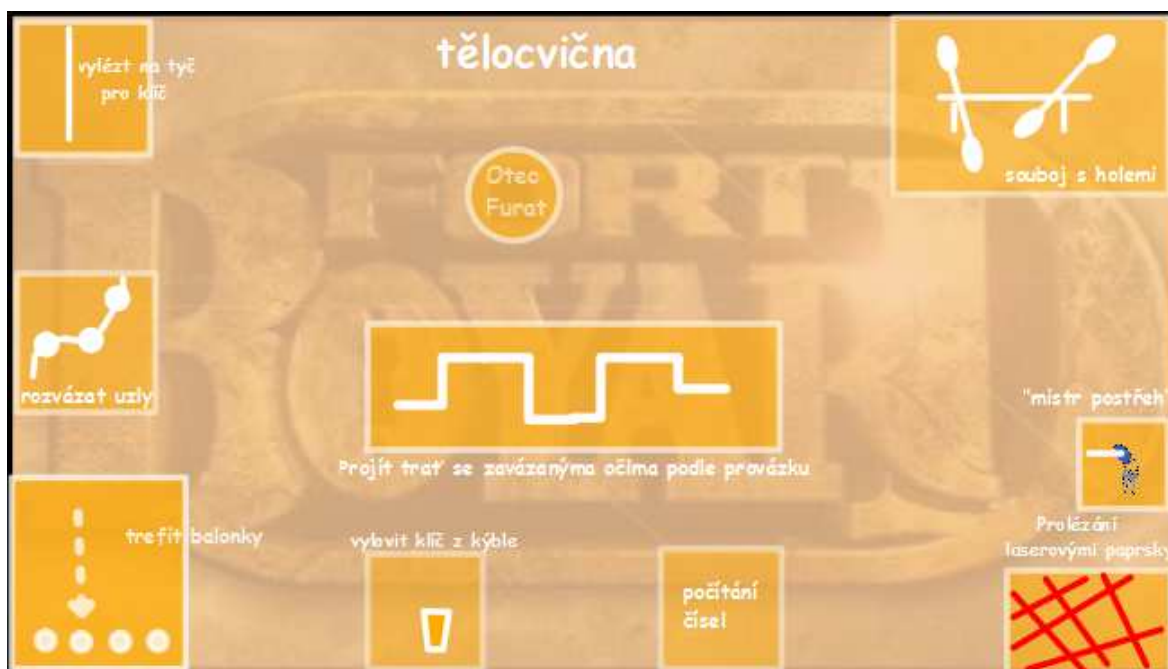 tělocvična
vylézt na tyč
pro klíč
souboj s holemi
Otec
Furat
FORT
BOYARD
rozvázat uzly
"mistr postřeh"
Projít trať se zavázanýma očima podle provázku
trefit balonky
vylovit klíč z kýble
počítání
čísel
Prolézání
laserovými paprsky